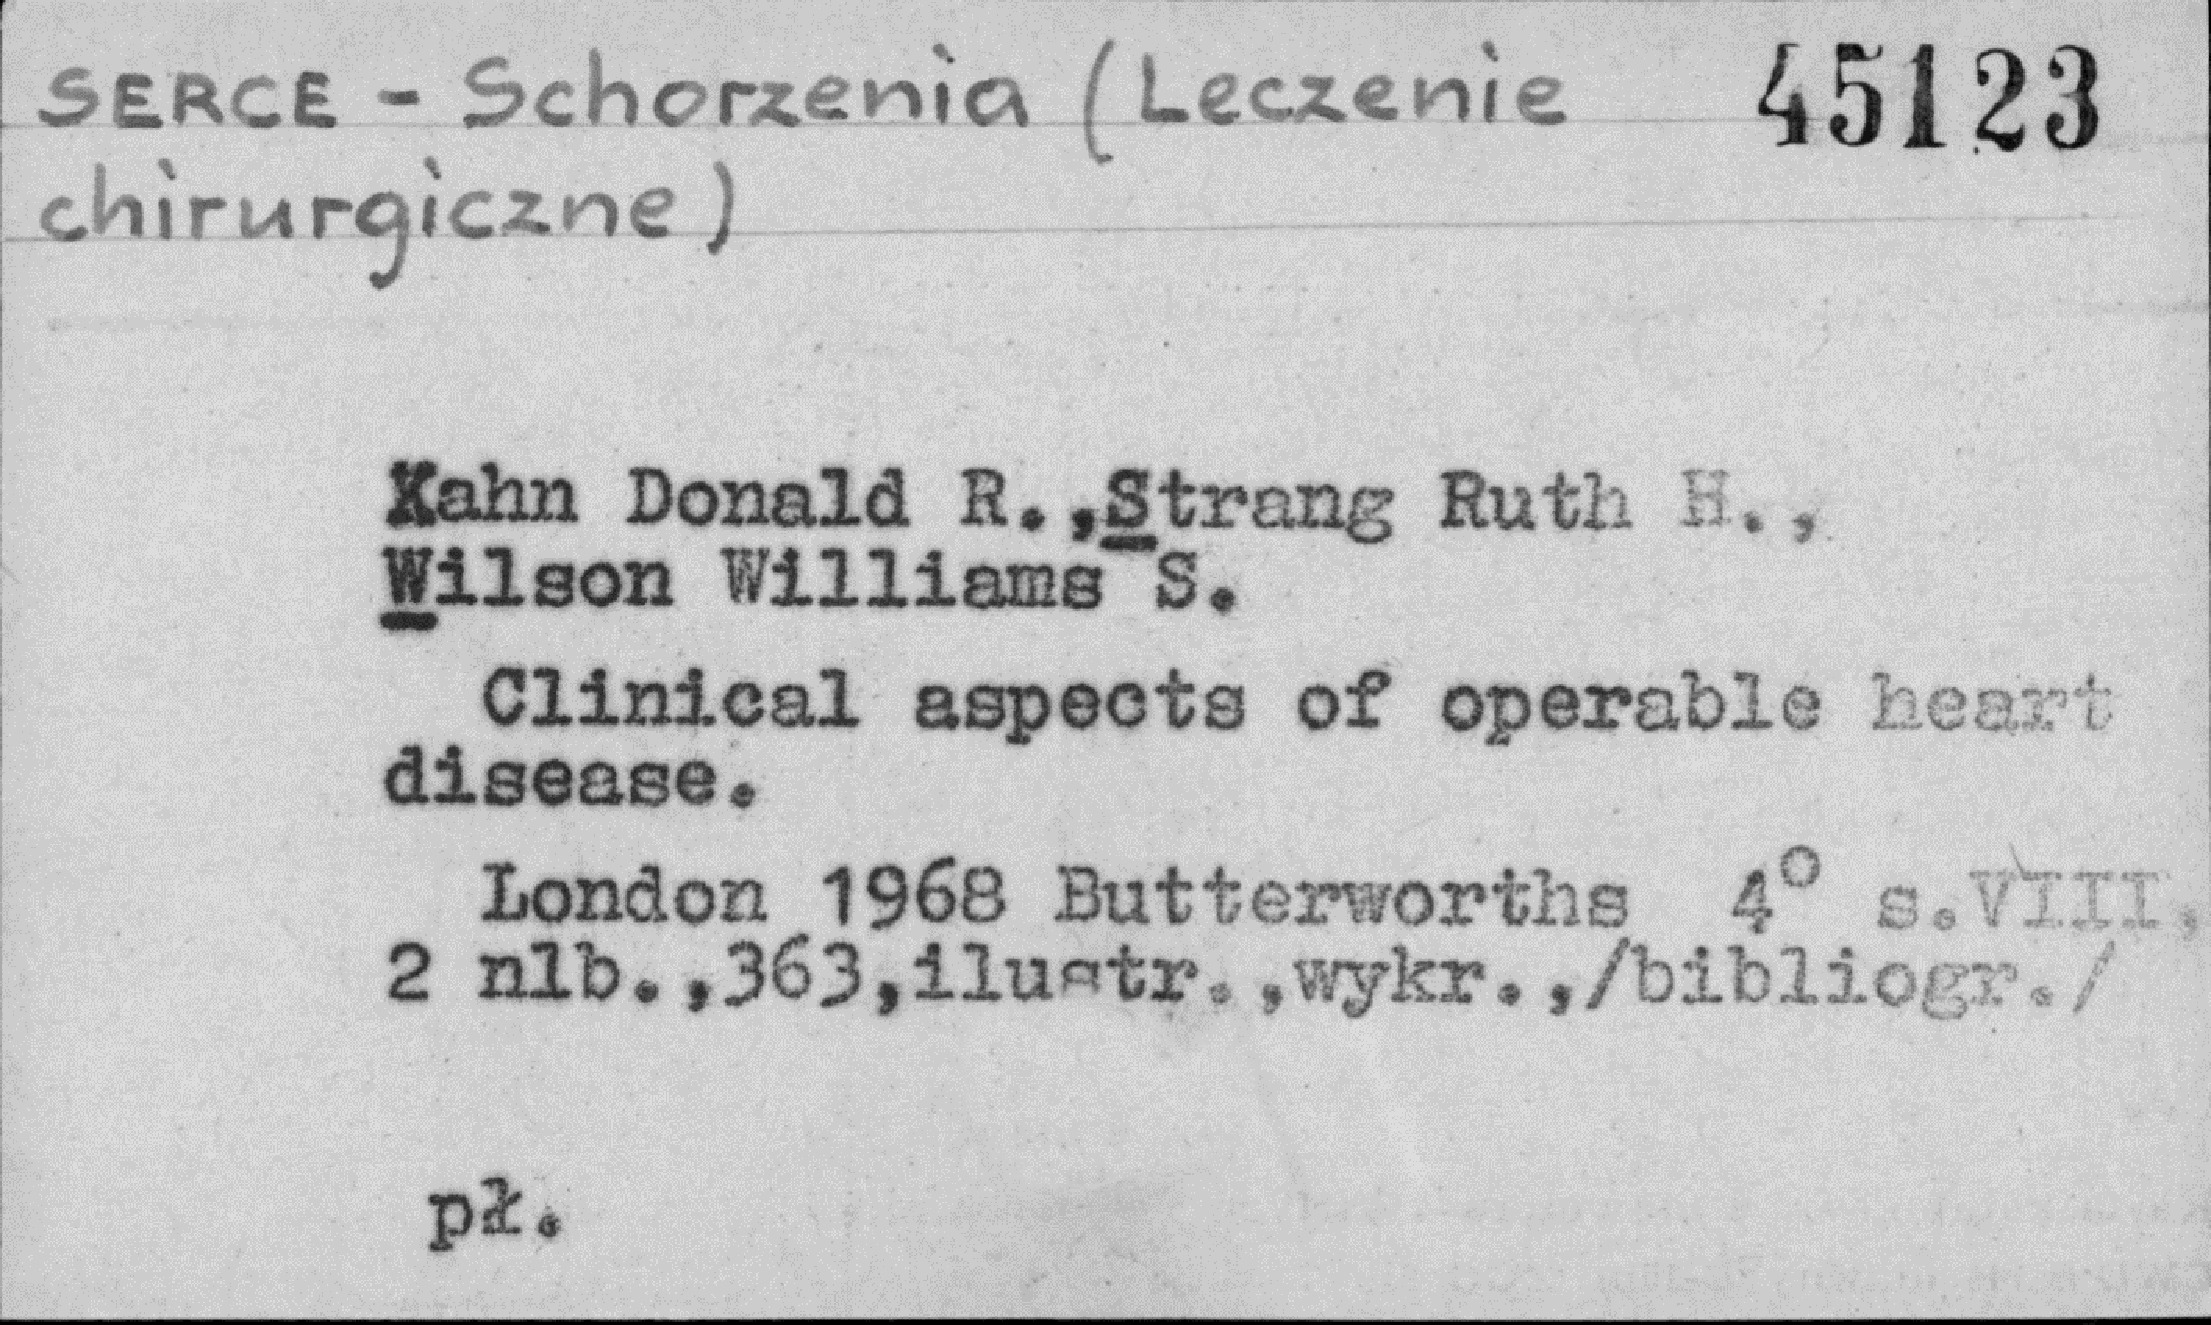 SERCE - Schorzenia (Leczenie 45123
chirurgiczne)
Kahn Donald R.,Strang Ruth H.,
Wilson Williams S.
Clinical aspects of operable heart
disease.
London 1968 Butterworths 4° s.VIII,
2 nlb.,363,ilustr.,wykr.,/bibliogr./
pł.